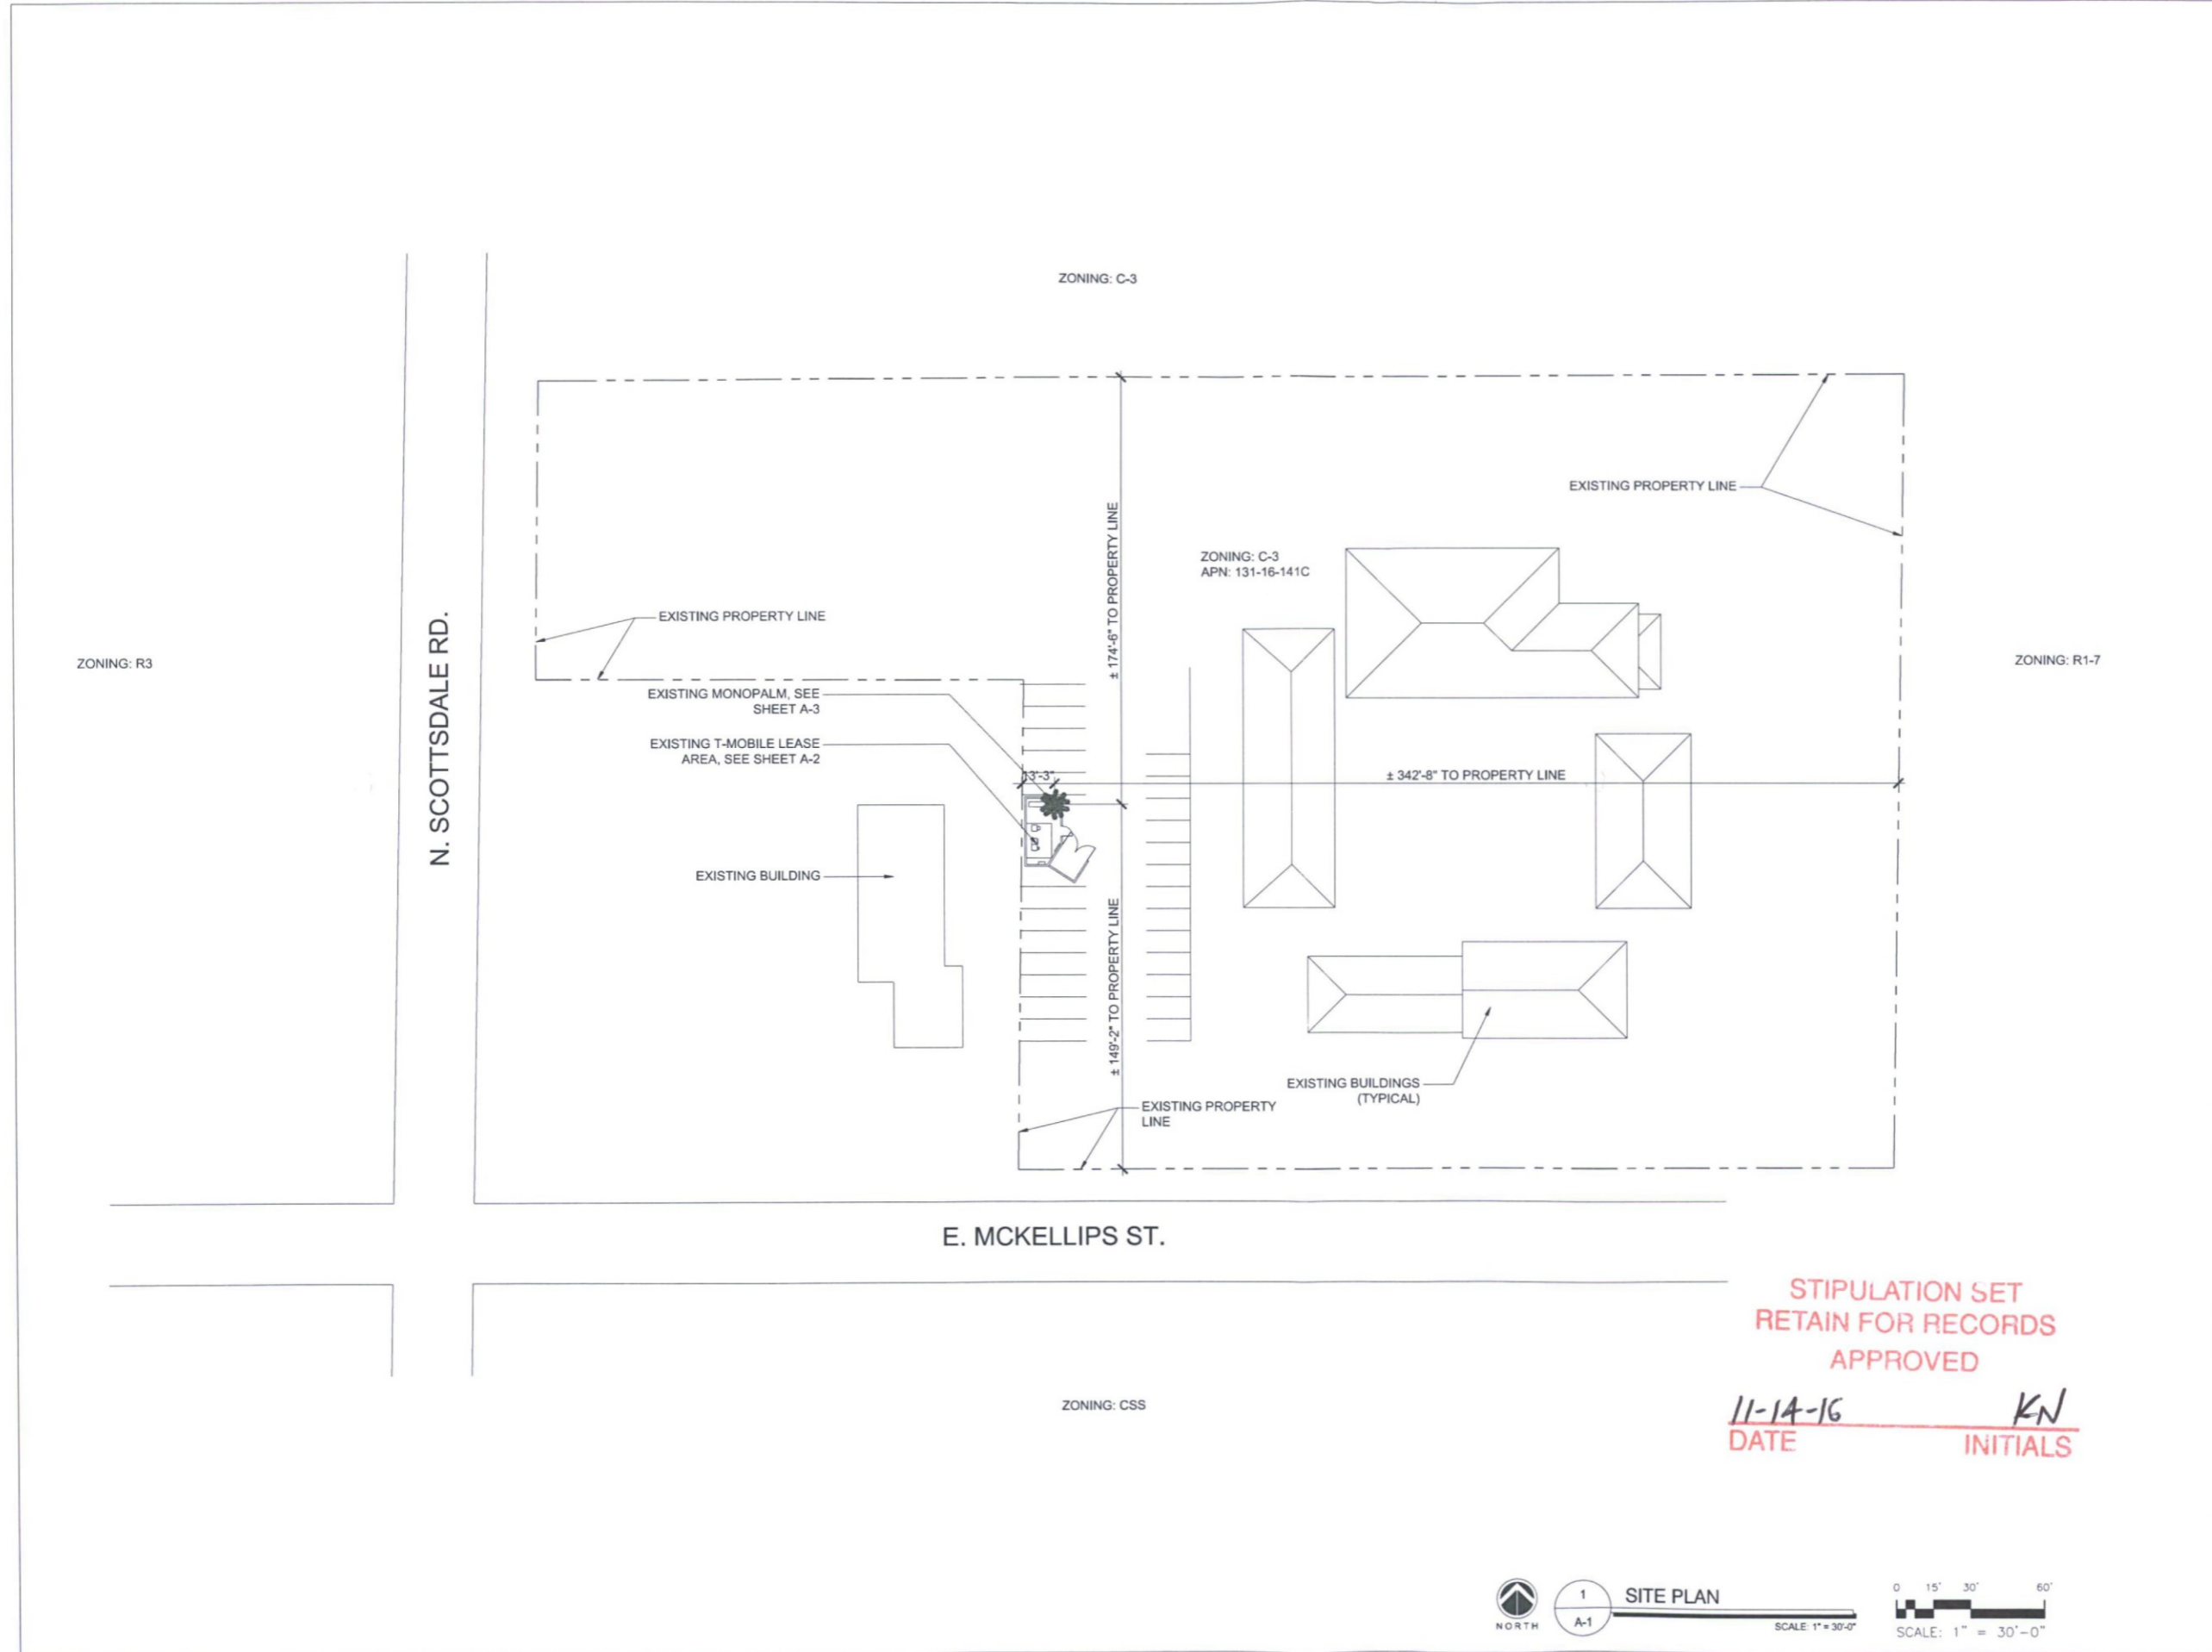 ZONING: C-3
EXISTING PROPERTY LINE
± 174'-6" TO PROPERTY LINE
ZONING: C-3
APN: 131-16-141C
EXISTING PROPERTY LINE
ZONING: R3
N. SCOTTSDALE RD.
ZONING: R1-7
EXISTING MONOPALM, SEE
SHEET A-3
EXISTING T-MOBILE LEASE
AREA, SEE SHEET A-2
13'-3"
± 342'-8" TO PROPERTY LINE
EXISTING BUILDING
± 149'-2" TO PROPERTY LINE
EXISTING BUILDINGS
(TYPICAL)
EXISTING PROPERTY
LINE
E. MCKELLIPS ST.
STIPULATION SET
RETAIN FOR RECORDS
APPROVED
11-14-16 KN
DATE INITIALS
ZONING: CSS
NORTH
1
A-1
SITE PLAN
SCALE: 1" = 30'-0"
0 15' 30' 60'
SCALE: 1" = 30'-0"